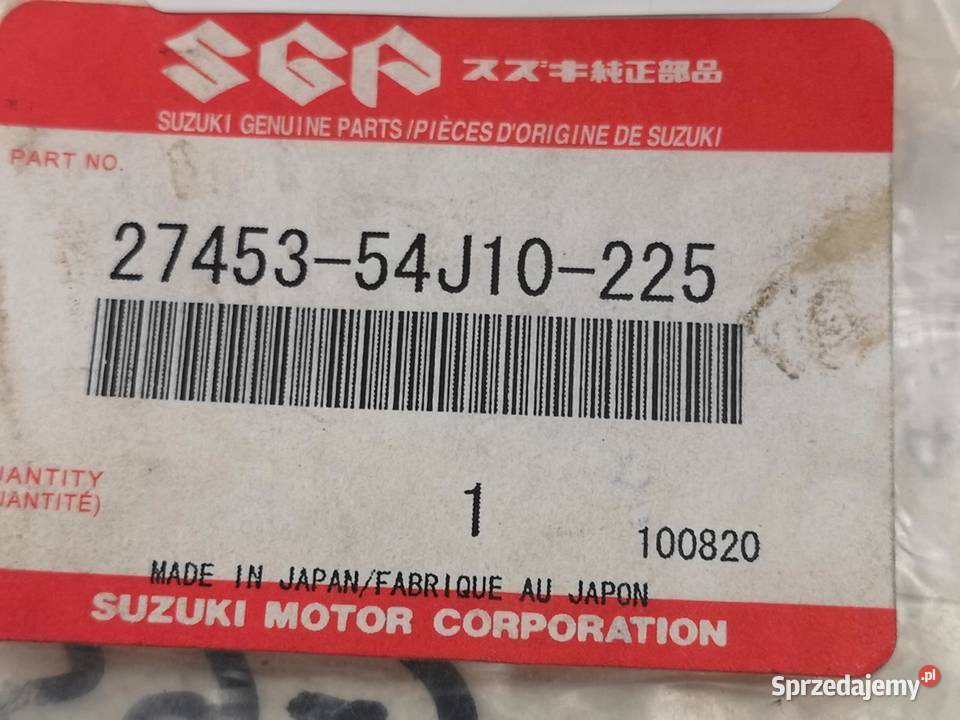 SGP スズキ純正部品
SUZUKI GENUINE PARTS/PIÈCES D'ORIGINE DE SUZUKI
PART NO.
27453-54J10-225
UANTITY
UANTITÉ)
1
100820
MADE IN JAPAN/FABRIQUE AU JAPON
SUZUKI MOTOR CORPORATION
Sprzedajemy.pl